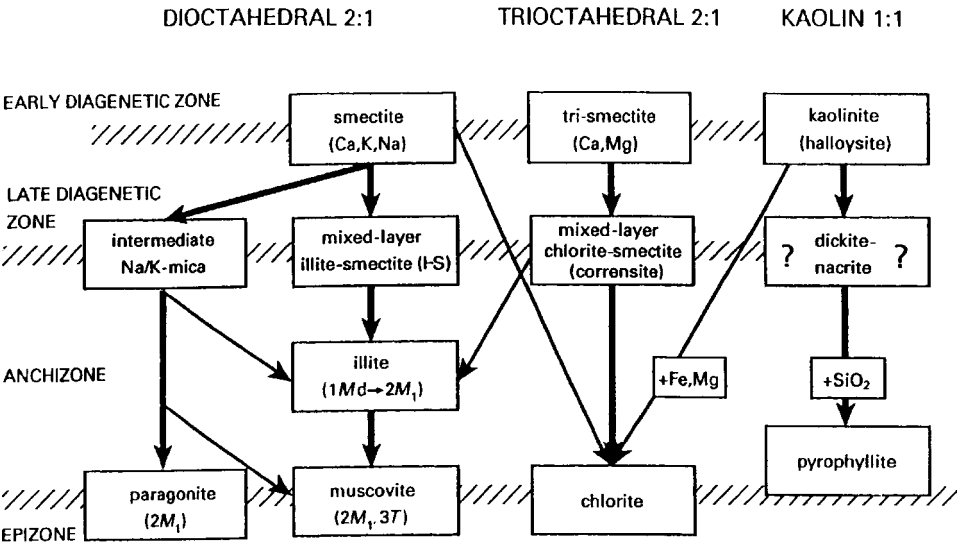 DIOCTAHEDRAL 2:1
TRIOCTAHEDRAL 2:1
KAOLIN 1:1
EARLY DIAGENETIC ZONE
smectite
(Ca,K,Na)
tri-smectite
(Ca,Mg)
kaolinite
(halloysite)
LATE DIAGENETIC
ZONE
intermediate
Na/K-mica
mixed-layer
illite-smectite (I-S)
mixed-layer
chlorite-smectite
(corrensite)
? dickite- ?
nacrite
ANCHIZONE
illite
(1Md→2M₁)
+Fe,Mg
+SiO₂
paragonite
(2M₁)
muscovite
(2M₁,3T)
chlorite
pyrophyllite
EPIZONE